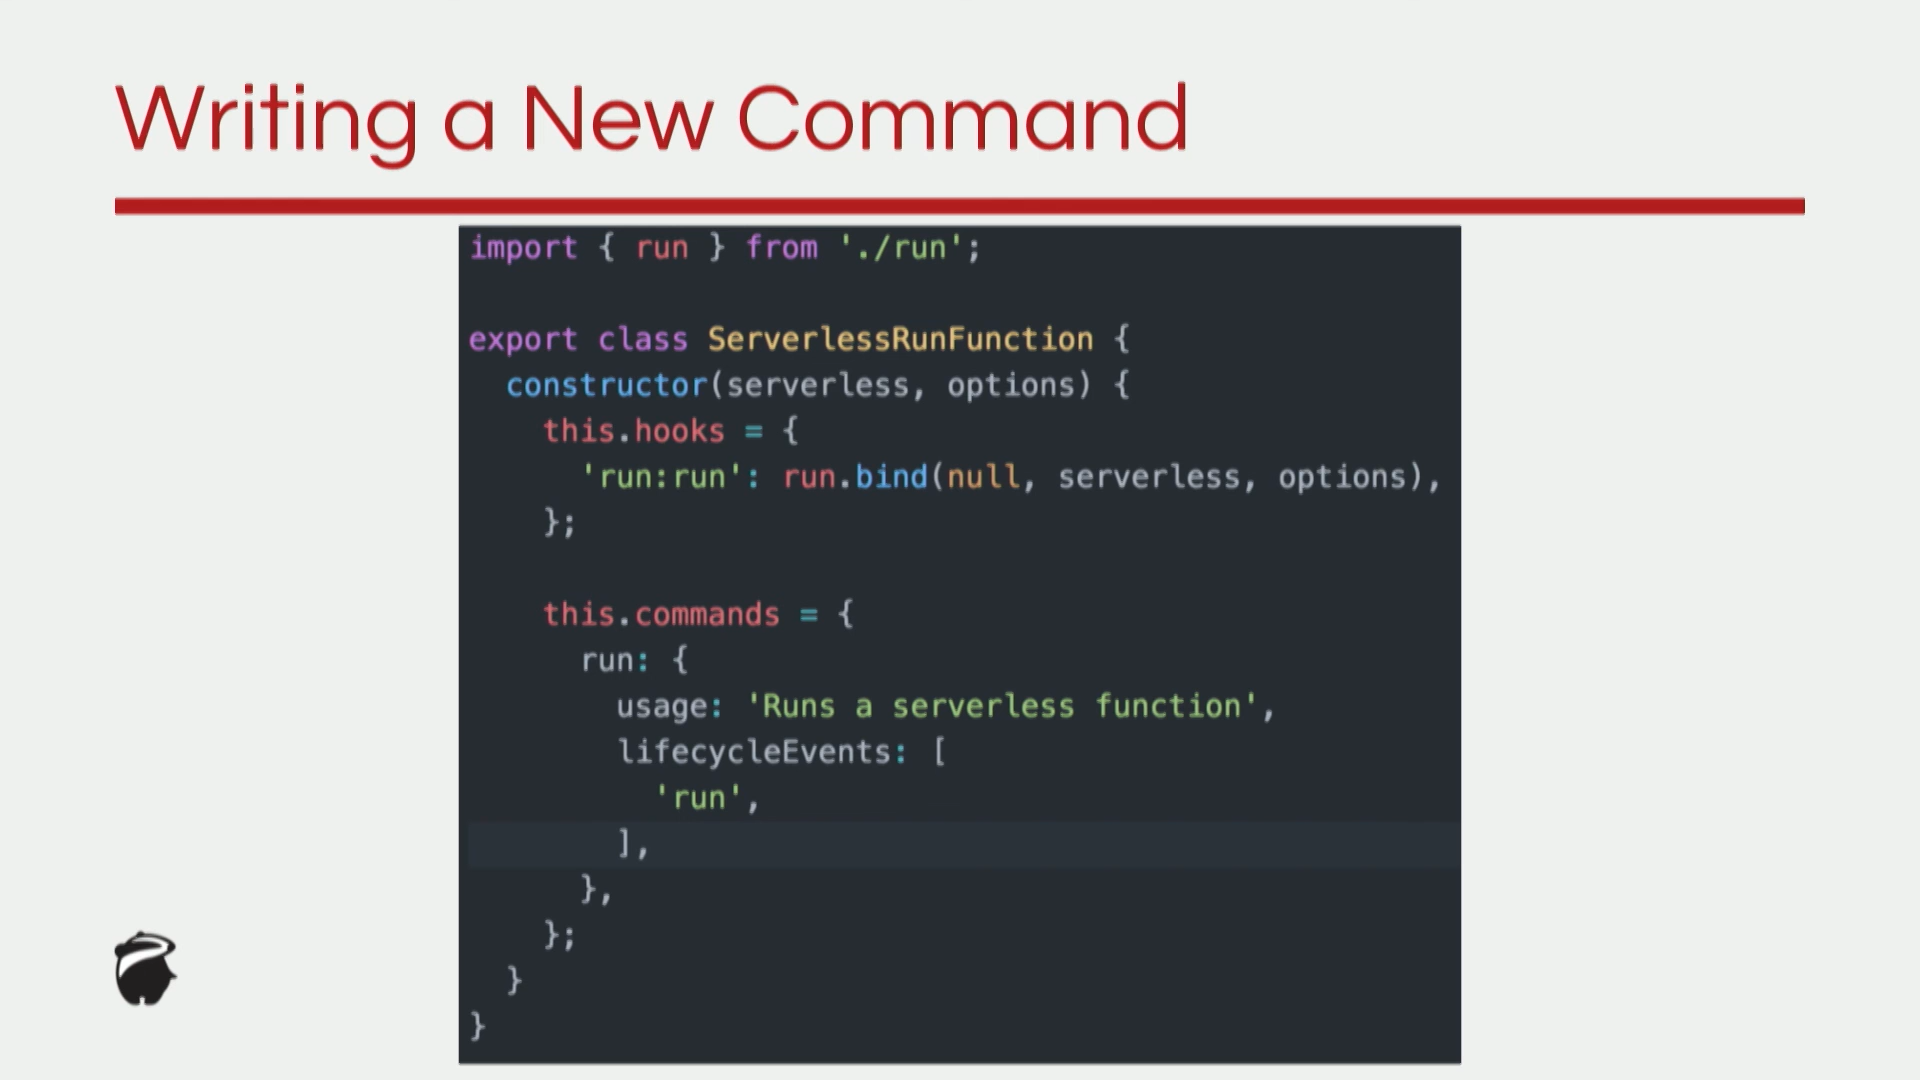 Writing a New Command
import { run } from './run';
export class ServerlessRunFunction {
constructor(serverless, options) {
this.hooks = {
'run:run': run.bind(null, serverless, options),
};
this.commands = {
run: {
usage: 'Runs a serverless function',
lifecycleEvents: [
'run',
],
},
};
}
}